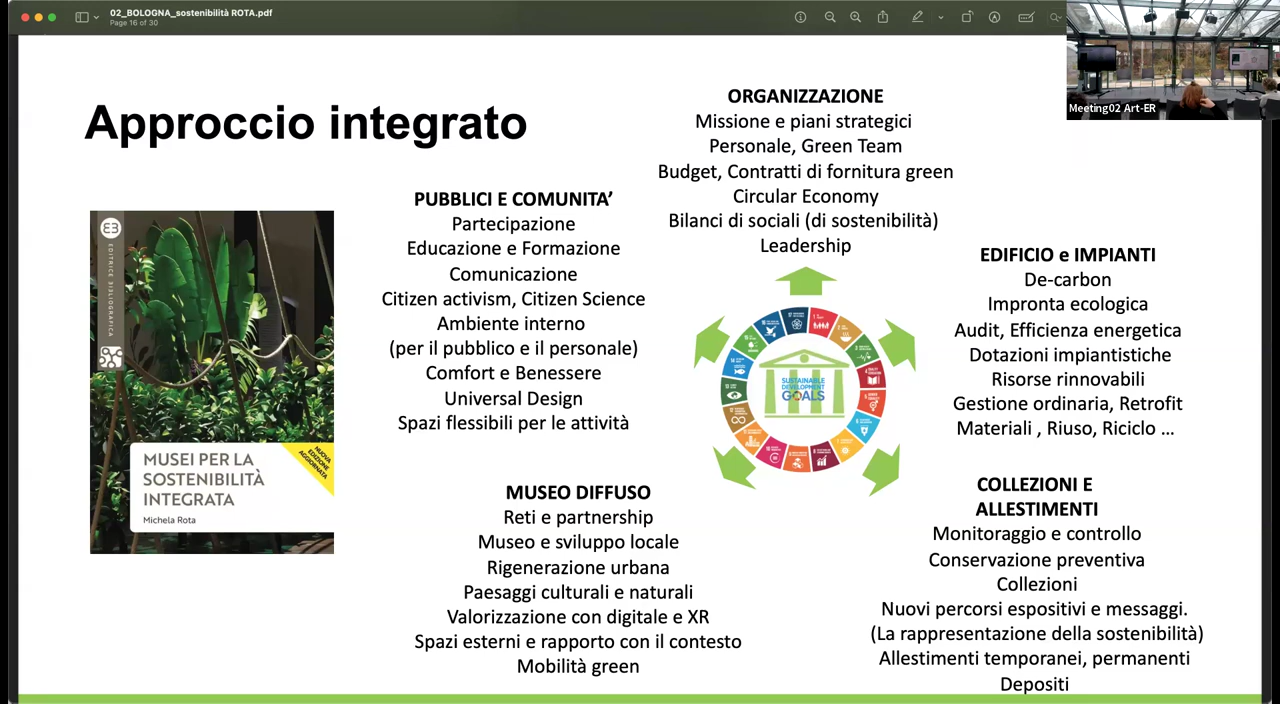 02_BOLOGNA_sostenibilità ROTA.pdf
Page 16 of 30
Meeting02 Art-ER
Approccio integrato
ORGANIZZAZIONE
Missione e piani strategici
Personale, Green Team
Budget, Contratti di fornitura green
Circular Economy
Bilanci di sociali (di sostenibilità)
Leadership
PUBBLICI E COMUNITA’
Partecipazione
Educazione e Formazione
Comunicazione
Citizen activism, Citizen Science
Ambiente interno
(per il pubblico e il personale)
Comfort e Benessere
Universal Design
Spazi flessibili per le attività
EDIFICIO e IMPIANTI
De-carbon
Impronta ecologica
Audit, Efficienza energetica
Dotazioni impiantistiche
Risorse rinnovabili
Gestione ordinaria, Retrofit
Materiali , Riuso, Riciclo ...
SUSTAINABLE
DEVELOPMENT
GOALS
EDITRICE BIBLIOGRAFICA
NUOVA
EDIZIONE
AGGIORNATA
MUSEI PER LA
SOSTENIBILITÀ
INTEGRATA
Michela Rota
MUSEO DIFFUSO
Reti e partnership
Museo e sviluppo locale
Rigenerazione urbana
Paesaggi culturali e naturali
Valorizzazione con digitale e XR
Spazi esterni e rapporto con il contesto
Mobilità green
COLLEZIONI E
ALLESTIMENTI
Monitoraggio e controllo
Conservazione preventiva
Collezioni
Nuovi percorsi espositivi e messaggi.
(La rappresentazione della sostenibilità)
Allestimenti temporanei, permanenti
Depositi